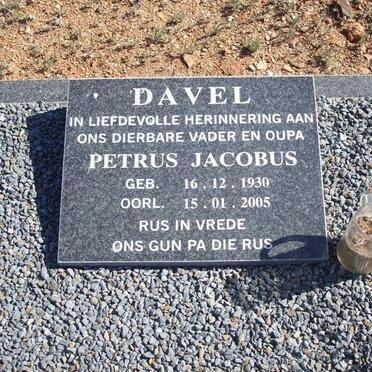 DAVEL
IN LIEFDEVOLLE HERINNERING AAN
ONS DIERBARE VADER EN OUPA
PETRUS JACOBUS
GEB. 16.12.1930
OORL. 15.01.2005
RUS IN VREDE
ONS GUN PA DIE RUS